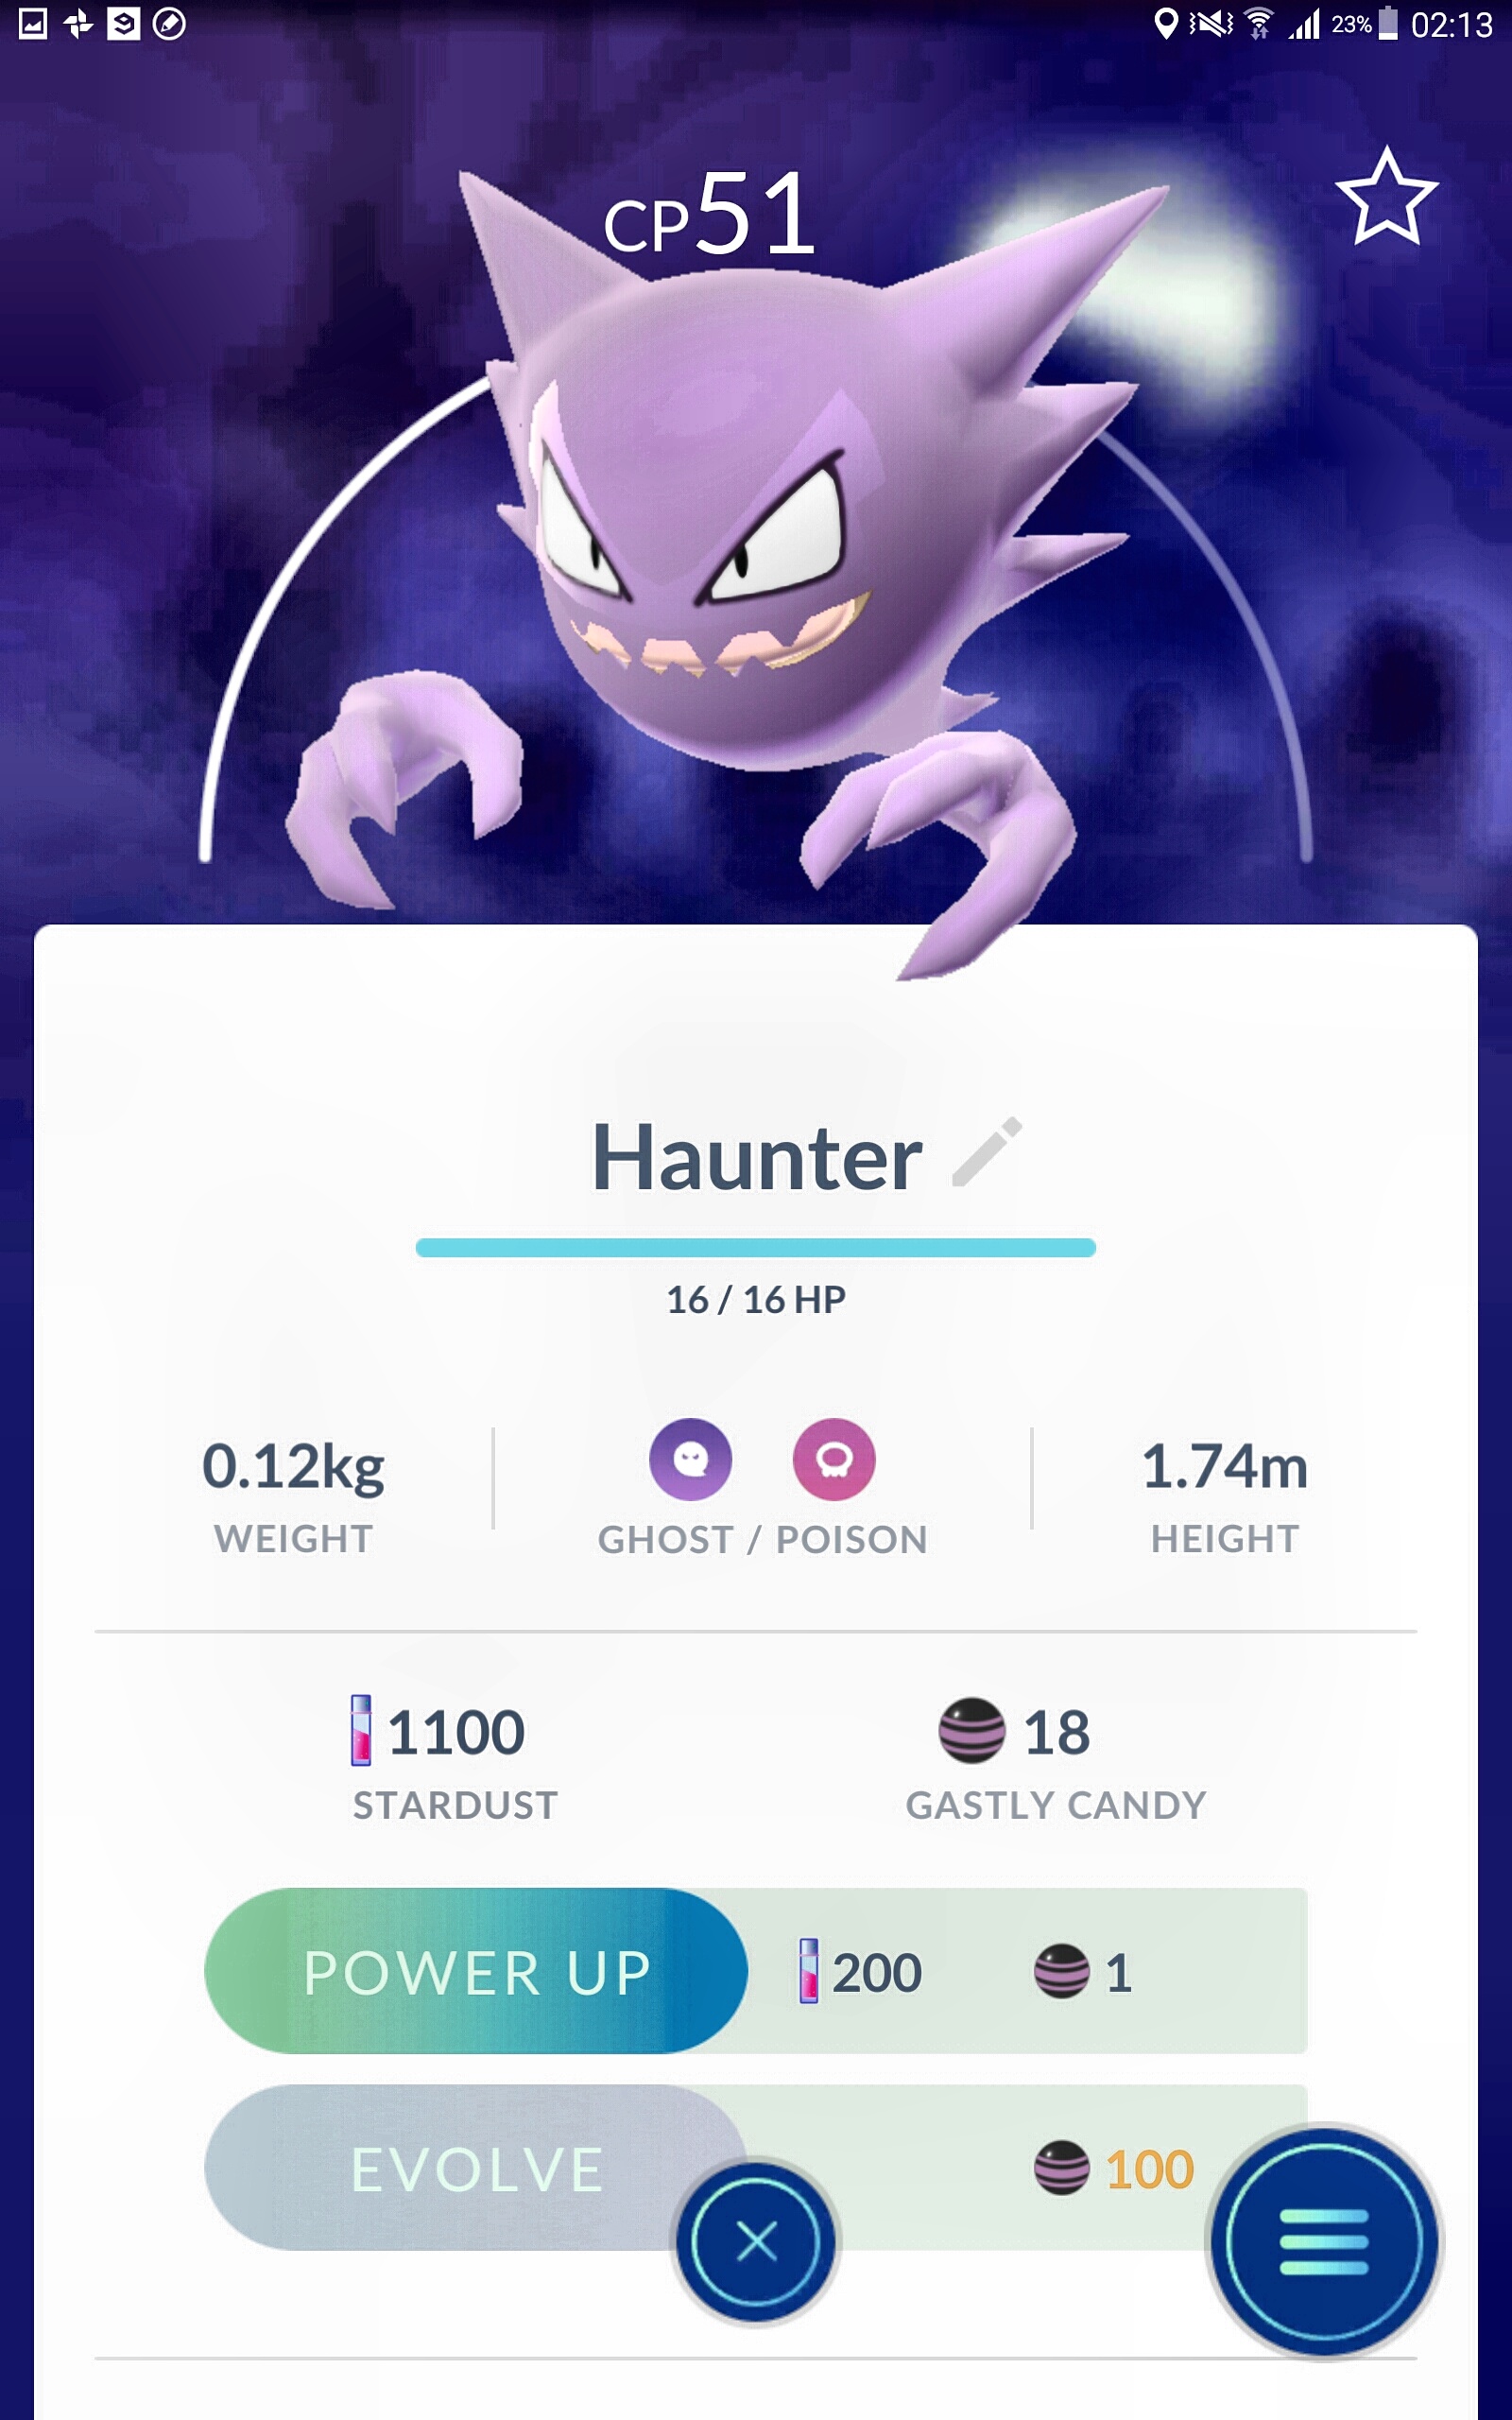 23% 02:13
CP51
Haunter
16 / 16 HP
0.12kg
WEIGHT
GHOST / POISON
1.74m
HEIGHT
1100
STARDUST
18
GASTLY CANDY
POWER UP 200 1
EVOLVE 100